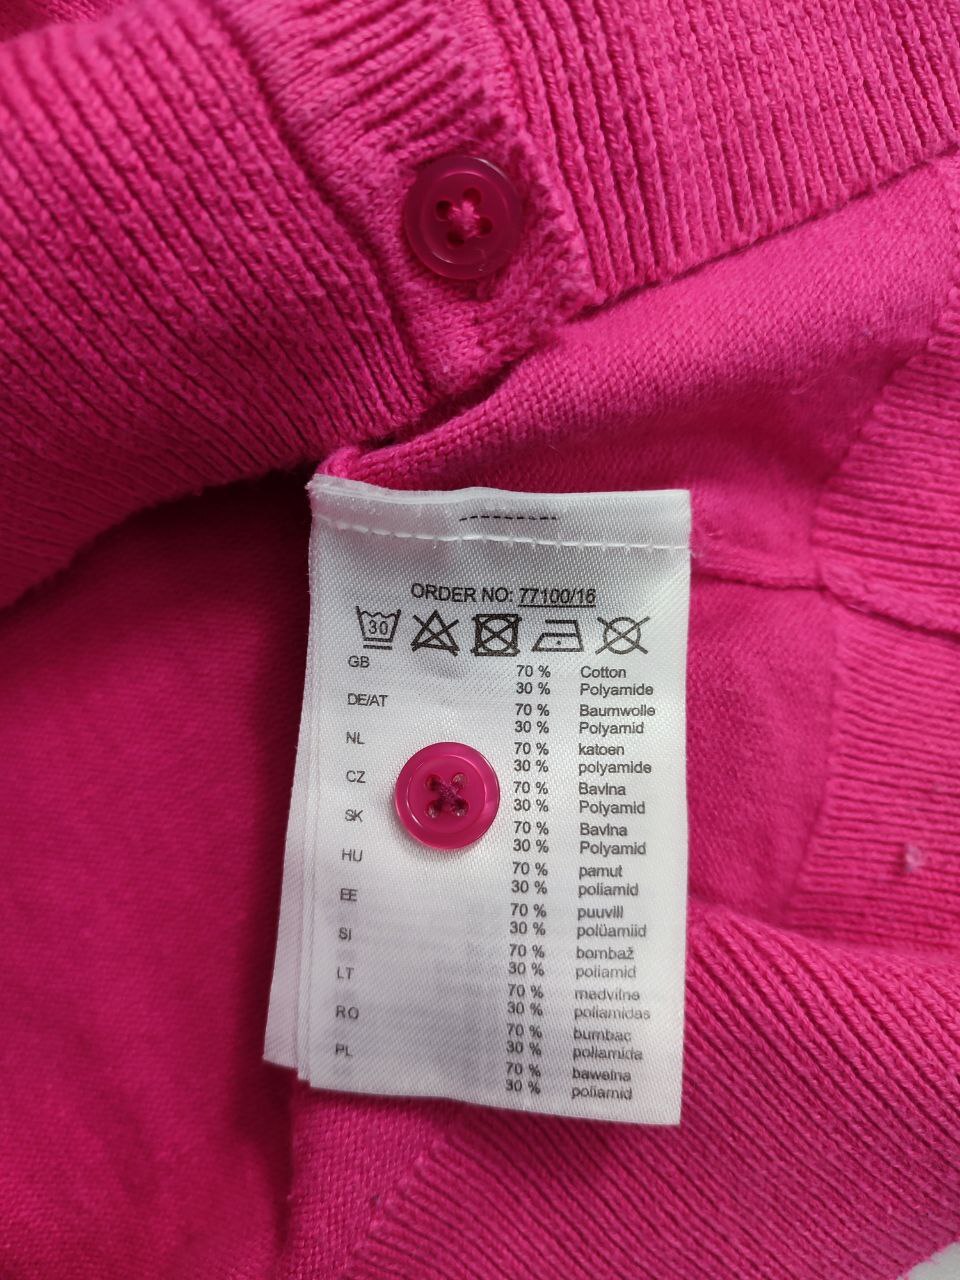 ORDER NO: 77100/16
30
GB 70 % Cotton
30 % Polyamide
DE/AT 70 % Baumwolle
30 % Polyamid
NL 70 % katoen
30 % polyamide
CZ 70 % Bavlna
30 % Polyamid
SK 70 % Bavlna
30 % Polyamid
HU 70 % pamut
30 % poliamid
EE 70 % puuvill
30 % polüamiid
SI 70 % bombaž
30 % poliamid
LT 70 % medvilne
30 % poliamidas
RO 70 % bumbac
30 % poliamida
PL 70 % bawelna
30 % poliamid